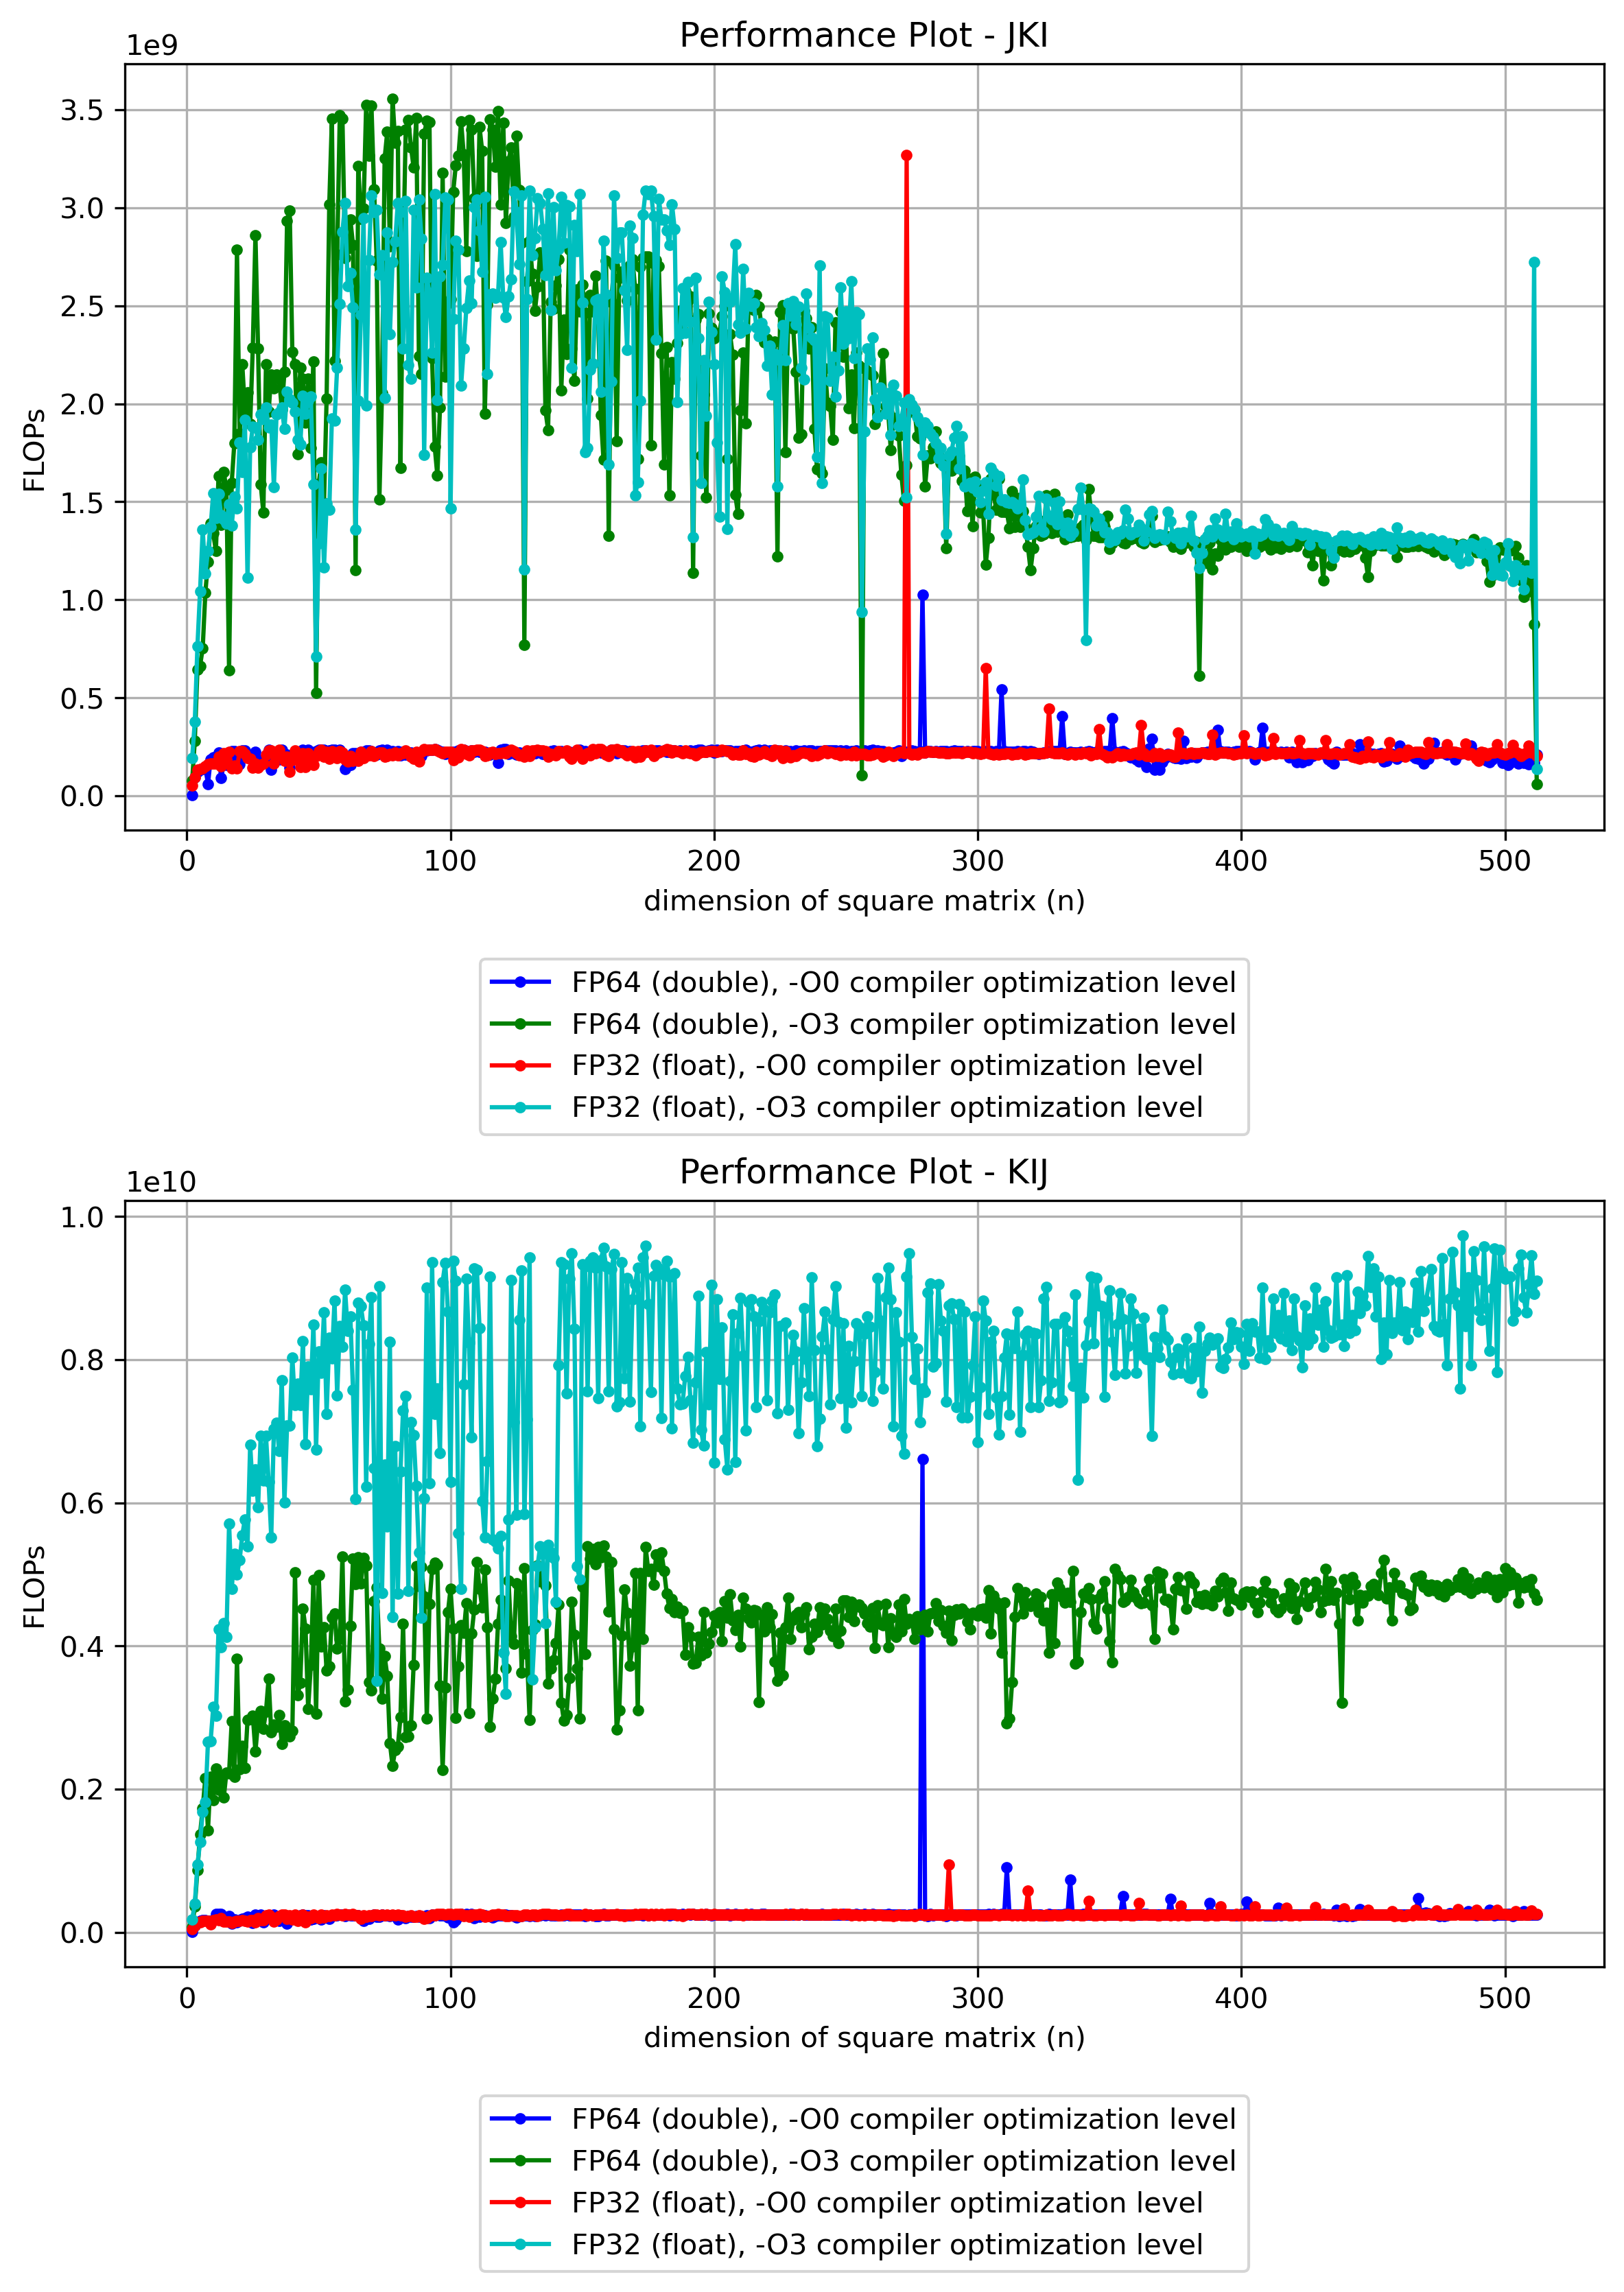 Performance Plot - JKI
1e9
3.5
3.0
2.5
2.0
1.5
1.0
0.5
0.0
FLOPs
0 100 200 300 400 500
dimension of square matrix (n)
FP64 (double), -O0 compiler optimization level
FP64 (double), -O3 compiler optimization level
FP32 (float), -O0 compiler optimization level
FP32 (float), -O3 compiler optimization level
Performance Plot - KIJ
1e10
1.0
0.8
0.6
0.4
0.2
0.0
FLOPs
0 100 200 300 400 500
dimension of square matrix (n)
FP64 (double), -O0 compiler optimization level
FP64 (double), -O3 compiler optimization level
FP32 (float), -O0 compiler optimization level
FP32 (float), -O3 compiler optimization level